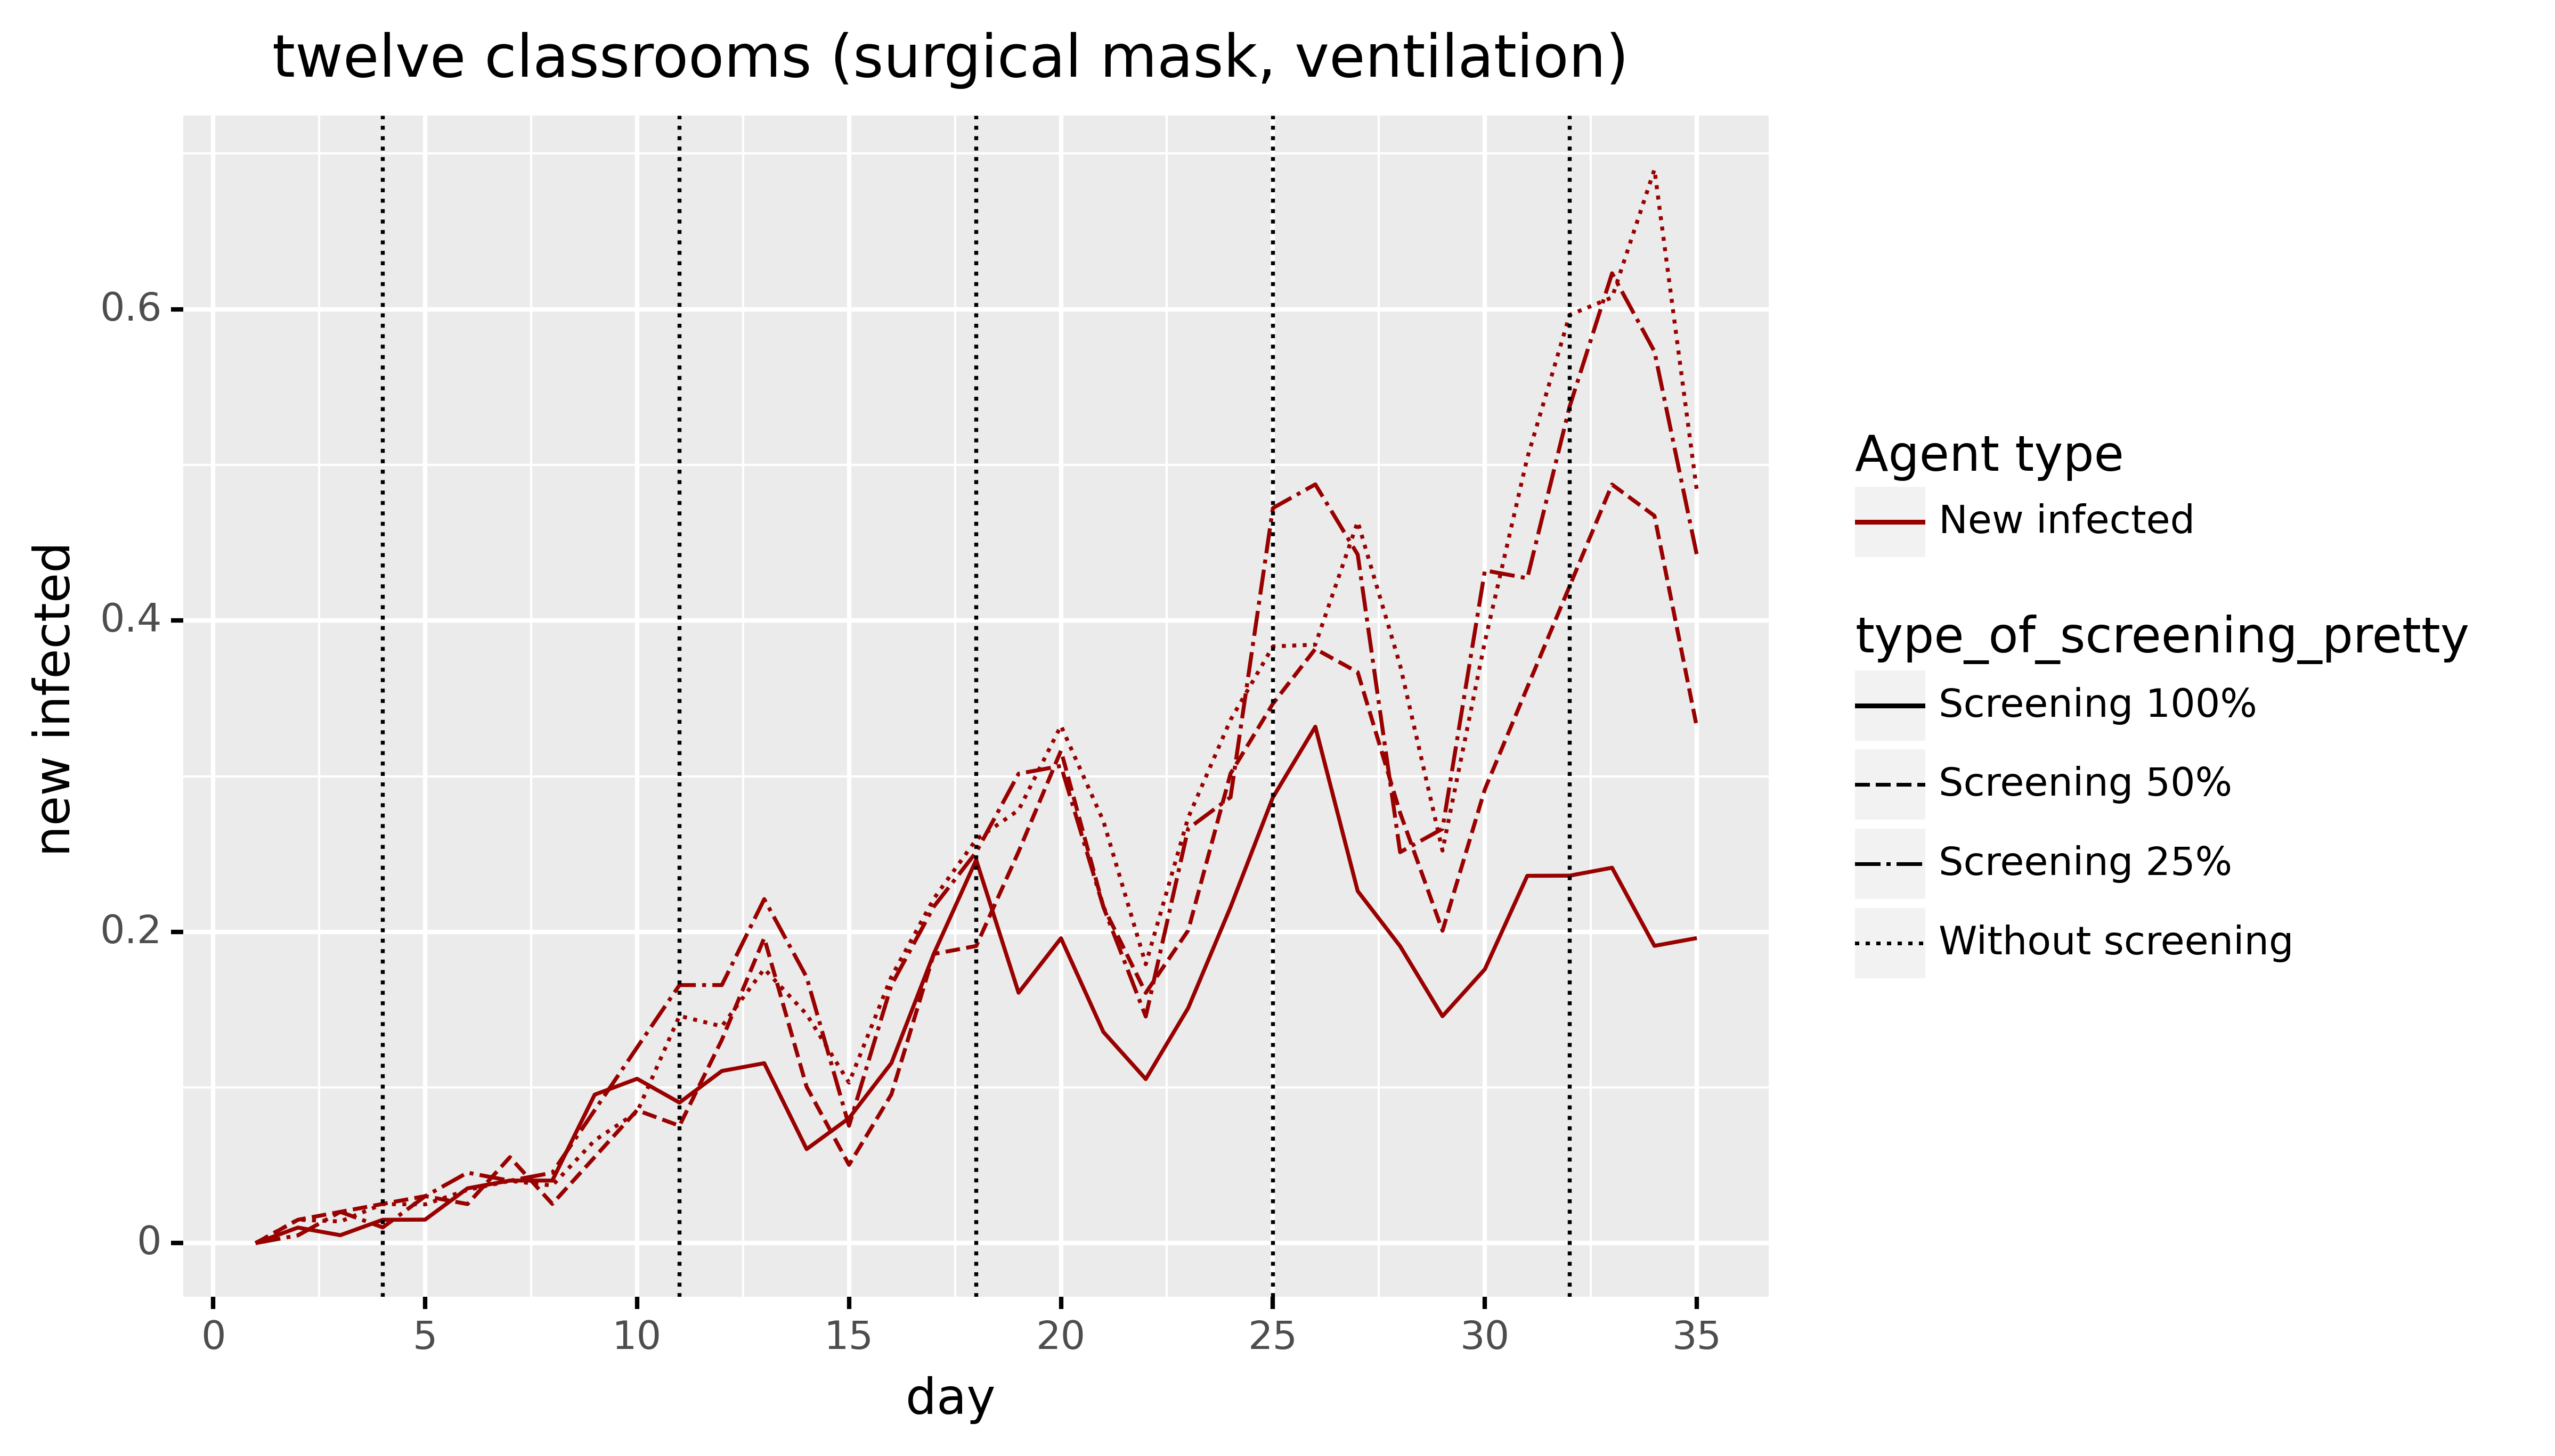 twelve classrooms (surgical mask, ventilation)
new infected
0.6
0.4
0.2
0
0 5 10 15 20 25 30 35
day
Agent type
New infected
type_of_screening_pretty
Screening 100%
Screening 50%
Screening 25%
Without screening